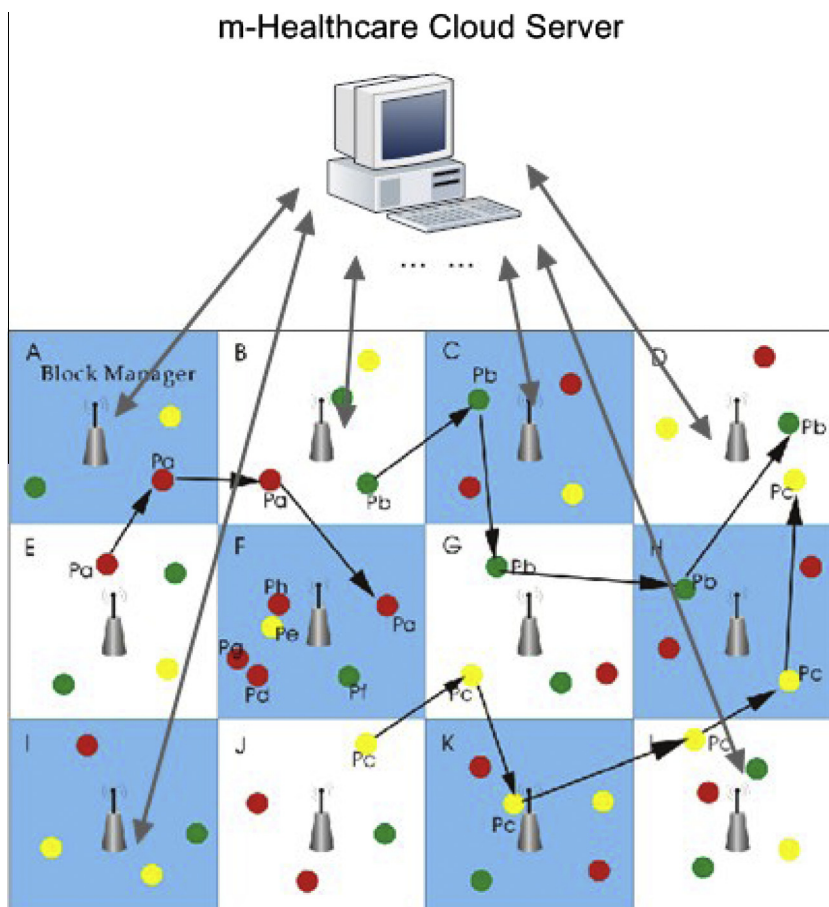 m-Healthcare Cloud Server
... ...
A
B
C
D
Block Manager
Pb
Pb
Pa
Pa
Pb
Pc
E
F
G
H
Pa
Pb
Pb
Ph
Pa
Pe
Pg
Pd
Pf
Pc
Pc
I
J
K
L
Pc
Pc
Pc